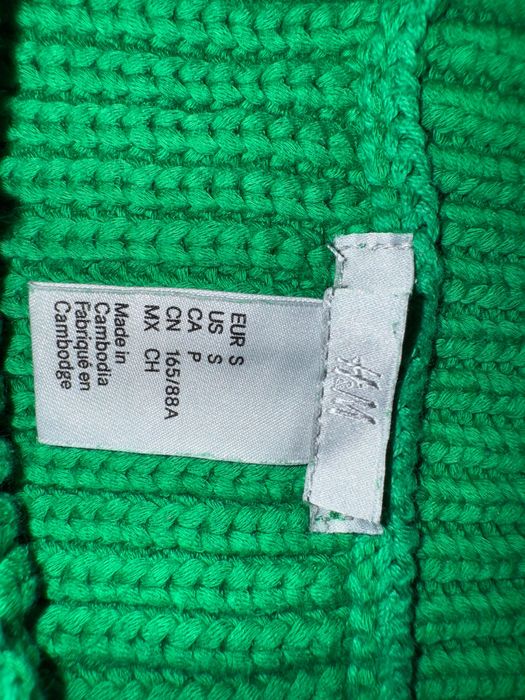 H&M
EUR S
US S
CA P
CN 165/88A
MX CH
Made in
Cambodia
Fabriqué en
Cambodge